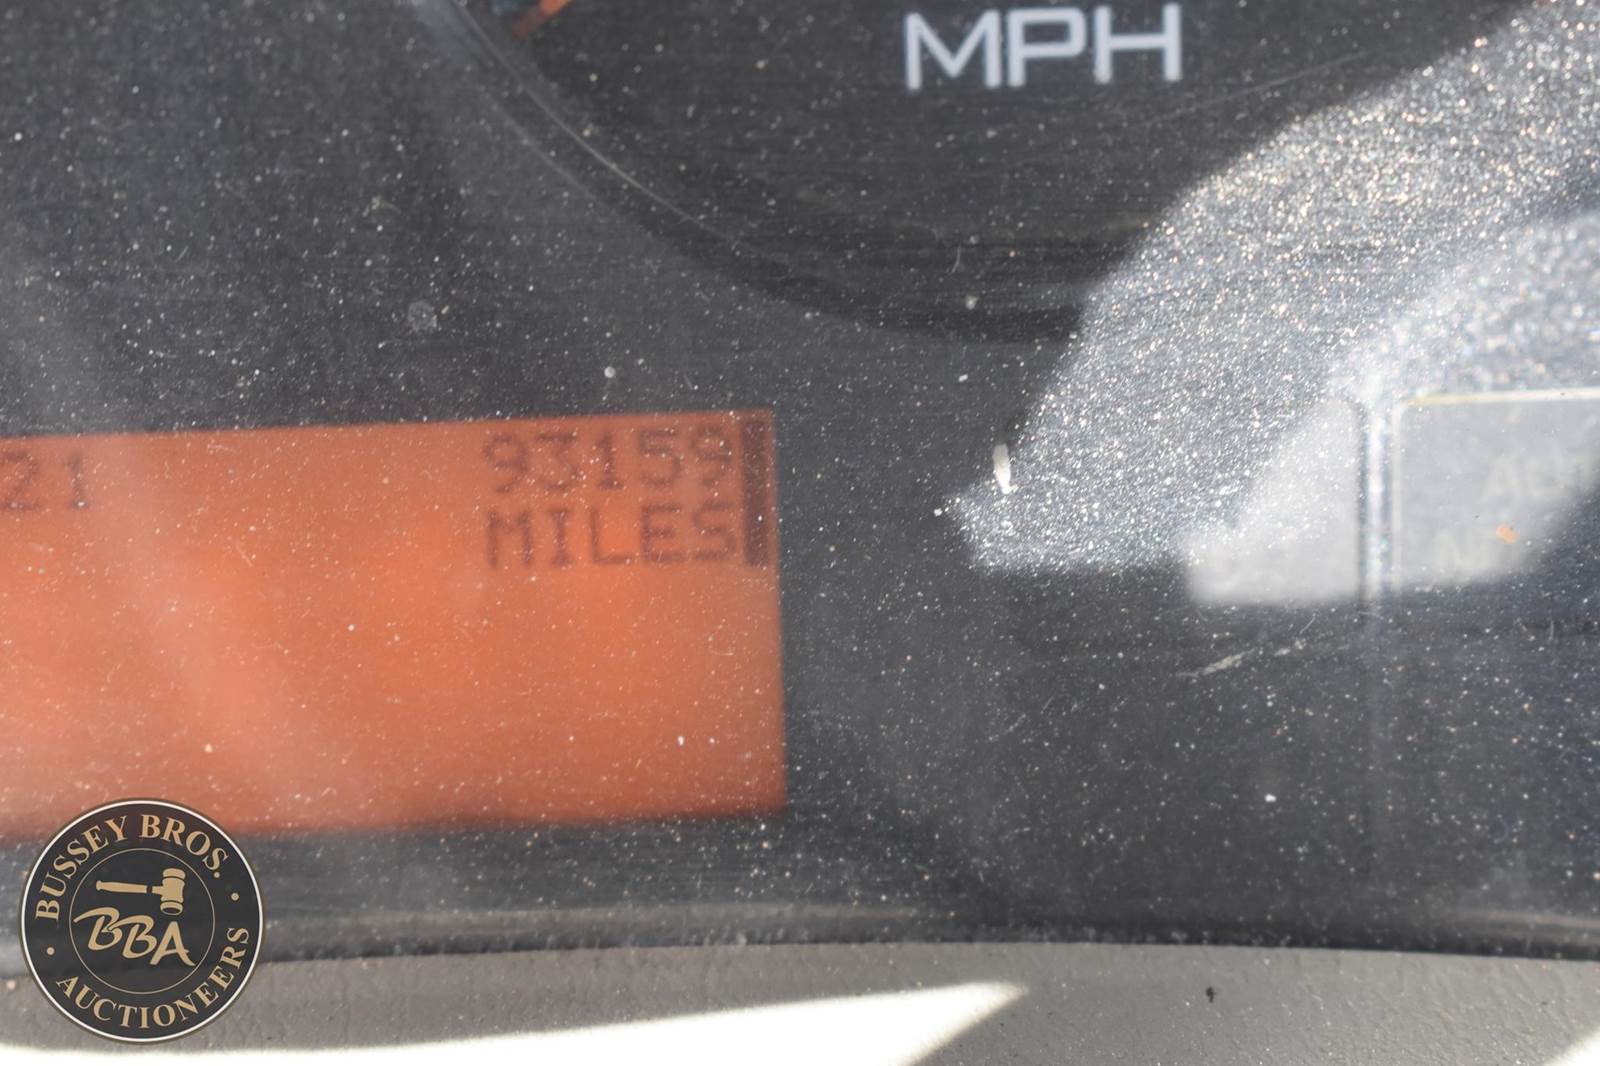 MPH
21
93159
MILES
BUSSEY BROS.
BBA
AUCTIONEERS